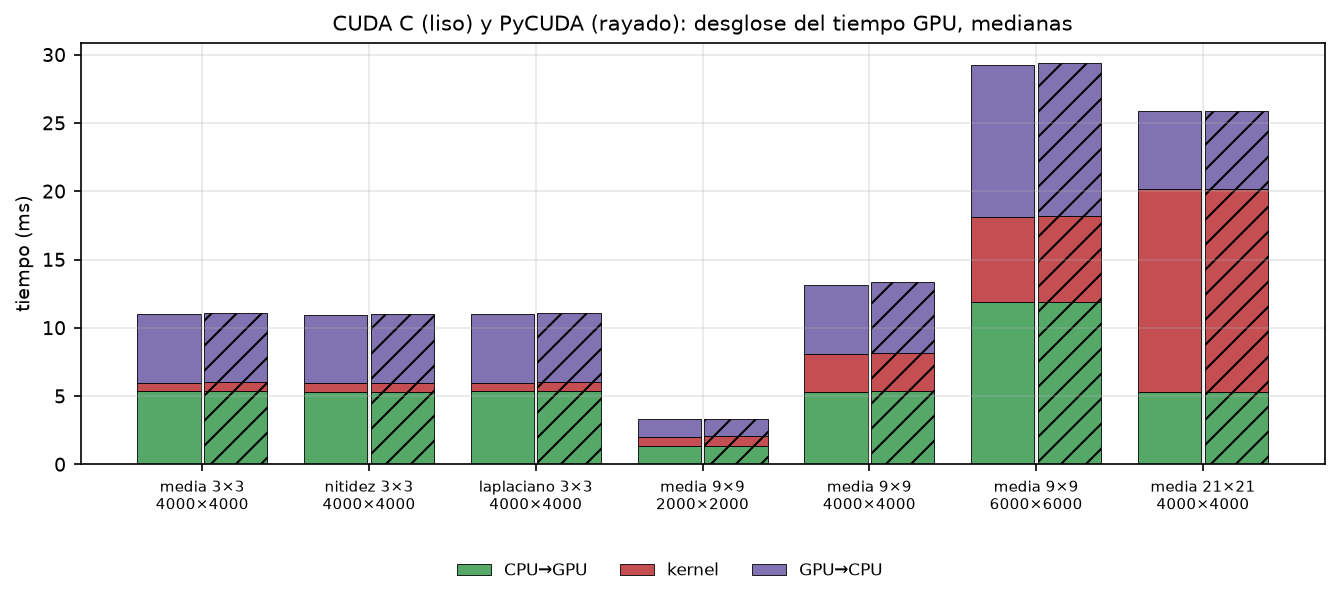 CUDA C (liso) y PyCUDA (rayado): desglose del tiempo GPU, medianas
tiempo (ms)
30
25
20
15
10
5
0
media 3×3
4000×4000
nitidez 3×3
4000×4000
laplaciano 3×3
4000×4000
media 9×9
2000×2000
media 9×9
4000×4000
media 9×9
6000×6000
media 21×21
4000×4000
CPU→GPU
kernel
GPU→CPU